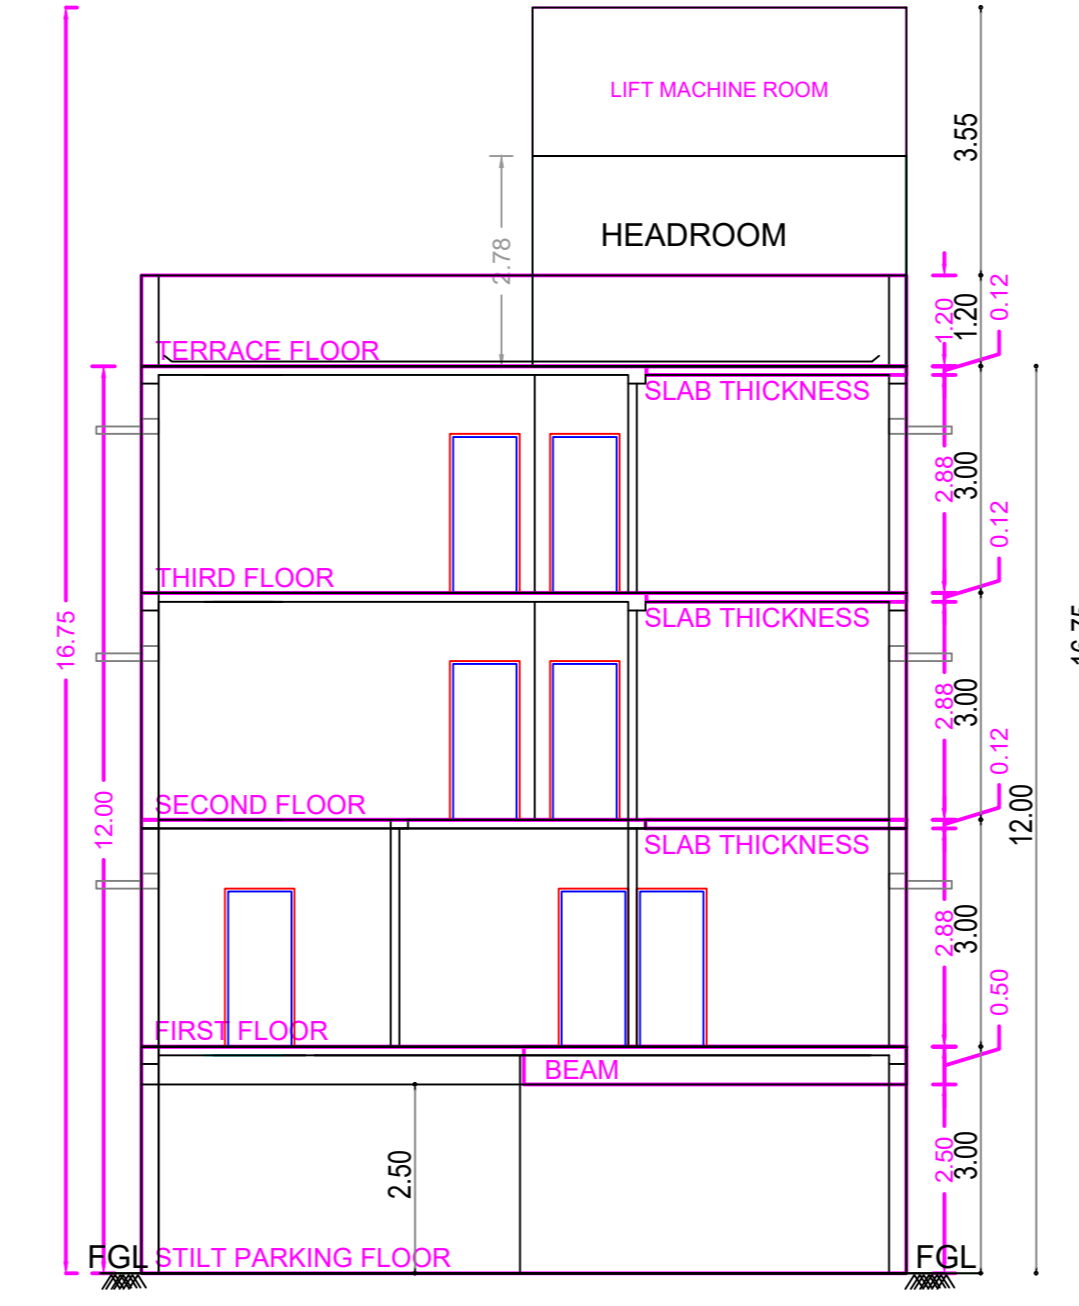 LIFT MACHINE ROOM
3.55
HEADROOM
2.78
1.20
1.20
0.12
TERRACE FLOOR
SLAB THICKNESS
2.88
3.00
0.12
THIRD FLOOR
SLAB THICKNESS
16.75
2.88
3.00
0.12
SECOND FLOOR
12.00
12.00
SLAB THICKNESS
2.88
3.00
0.50
FIRST FLOOR
BEAM
2.50
2.50
3.00
FGL
STILT PARKING FLOOR
FGL